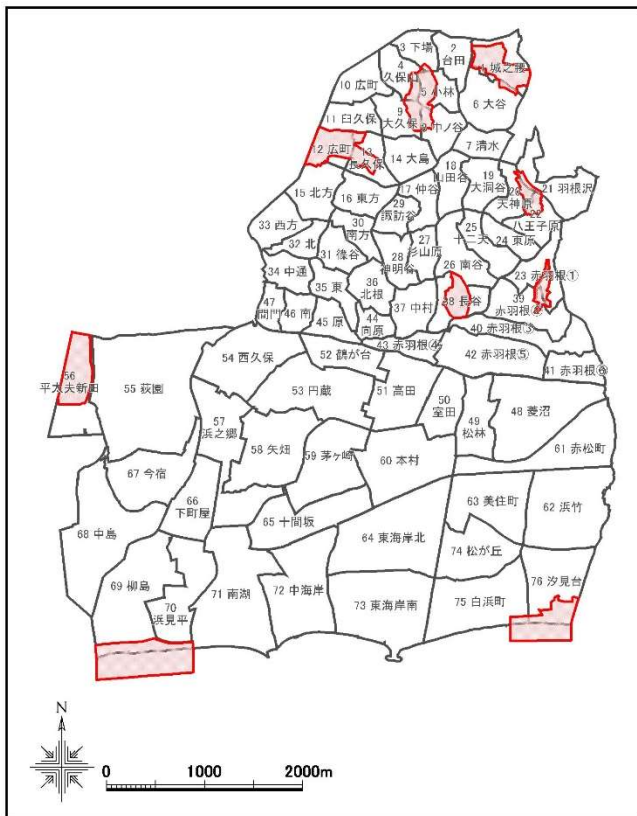 3 下場
2
台田
1 城之腰
4
久保山
5 小林
10 広町
6 大谷
9
大久保
8 中ノ谷
11 臼久保
12 広町
13
長久保
14 大島
7 清水
18
山田谷
19
大洞谷
20
天神原
21 羽根沢
15 北方
16 東方
17 仲谷
29
諏訪谷
22
八王子原
33 西方
30
南方
27
杉山原
25
十二天
24 東原
32 北
31 篠谷
28
神明谷
26 南谷
23 赤羽根①
34 中通
35 東
36
北根
38 長谷
39
赤羽根②
47
間門
46 南
45 原
44
向原
37 中村
40 赤羽根③
43 赤羽根④
42 赤羽根⑤
41 赤羽根⑥
54 西久保
52 鶴が台
56
平太夫新田
55 萩園
53 円蔵
51 高田
50
室田
49
松林
48 菱沼
57
浜之郷
58 矢畑
59 茅ヶ崎
60 本村
61 赤松町
67 今宿
66
下町屋
63 美住町
62 浜竹
68 中島
65 十間坂
64 東海岸北
74 松が丘
69 柳島
70
浜見平
71 南湖
72 中海岸
73 東海岸南
75 白浜町
76 汐見台
N
0 1000 2000m